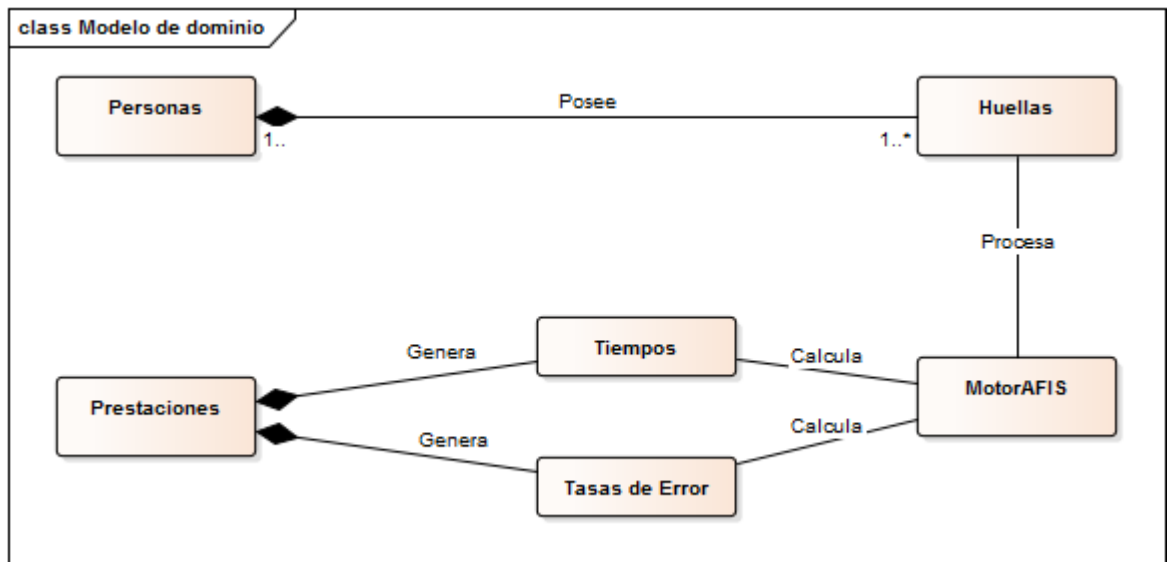 class Modelo de dominio
Personas
Posee
Huellas
1..
1..*
Procesa
Tiempos
Genera
Calcula
Prestaciones
MotorAFIS
Genera
Calcula
Tasas de Error